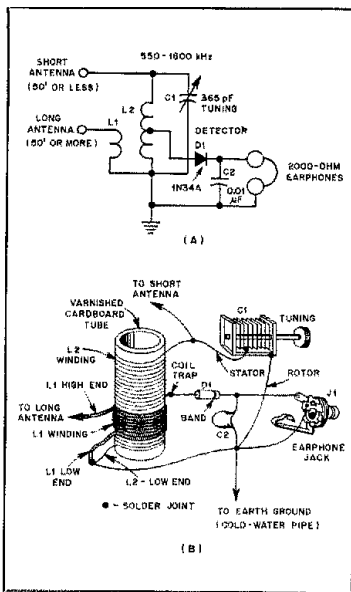 SHORT
ANTENNA
(50' OR LESS)
550-1600 kHz
C1
365 pF
TUNING
L2
LONG
ANTENNA
(50' OR MORE)
L1
DETECTOR
D1
1N34A
C2
0.01
µF
2000-OHM
EARPHONES
(A)
TO SHORT
ANTENNA
VARNISHED
CARDBOARD
TUBE
C1
TUNING
L2
WINDING
COIL
TRAP
STATOR
ROTOR
L1 HIGH END
D1
J1
TO LONG
ANTENNA
BAND
L1 WINDING
C2
EARPHONE
JACK
L1 LOW
END
L2 - LOW END
● - SOLDER JOINT
TO EARTH GROUND
(COLD-WATER PIPE)
(B)